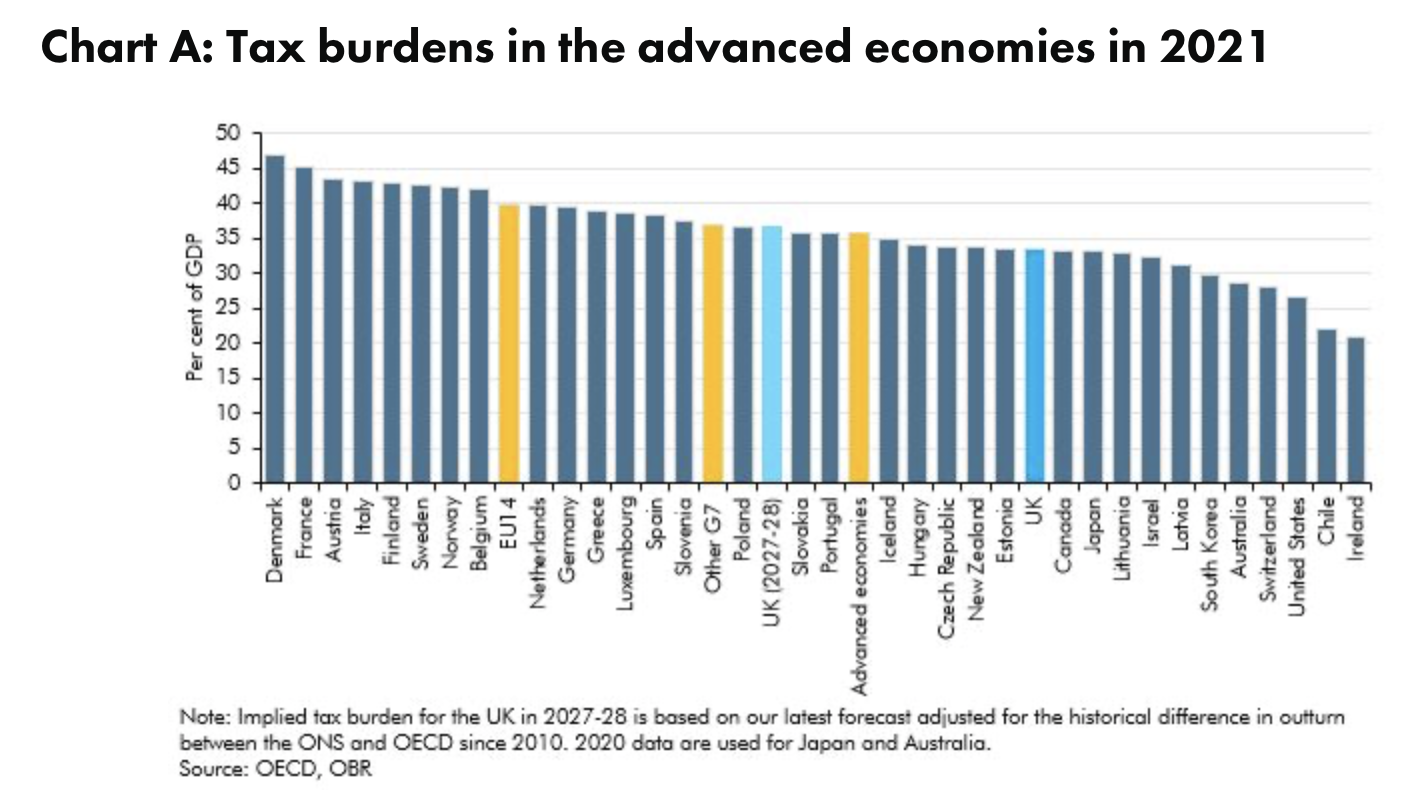 Chart A: Tax burdens in the advanced economies in 2021
50
45
40
35
30
25
20
15
10
5
0
Per cent of GDP
Denmark
France
Austria
Italy
Finland
Sweden
Norway
Belgium
EU14
Netherlands
Germany
Greece
Luxembourg
Spain
Slovenia
Other G7
Poland
UK (2027-28)
Slovakia
Portugal
Advanced economies
Iceland
Hungary
Czech Republic
New Zealand
Estonia
UK
Canada
Japan
Lithuania
Israel
Latvia
South Korea
Australia
Switzerland
United States
Chile
Ireland
Note: Implied tax burden for the UK in 2027-28 is based on our latest forecast adjusted for the historical difference in outturn
between the ONS and OECD since 2010. 2020 data are used for Japan and Australia.
Source: OECD, OBR